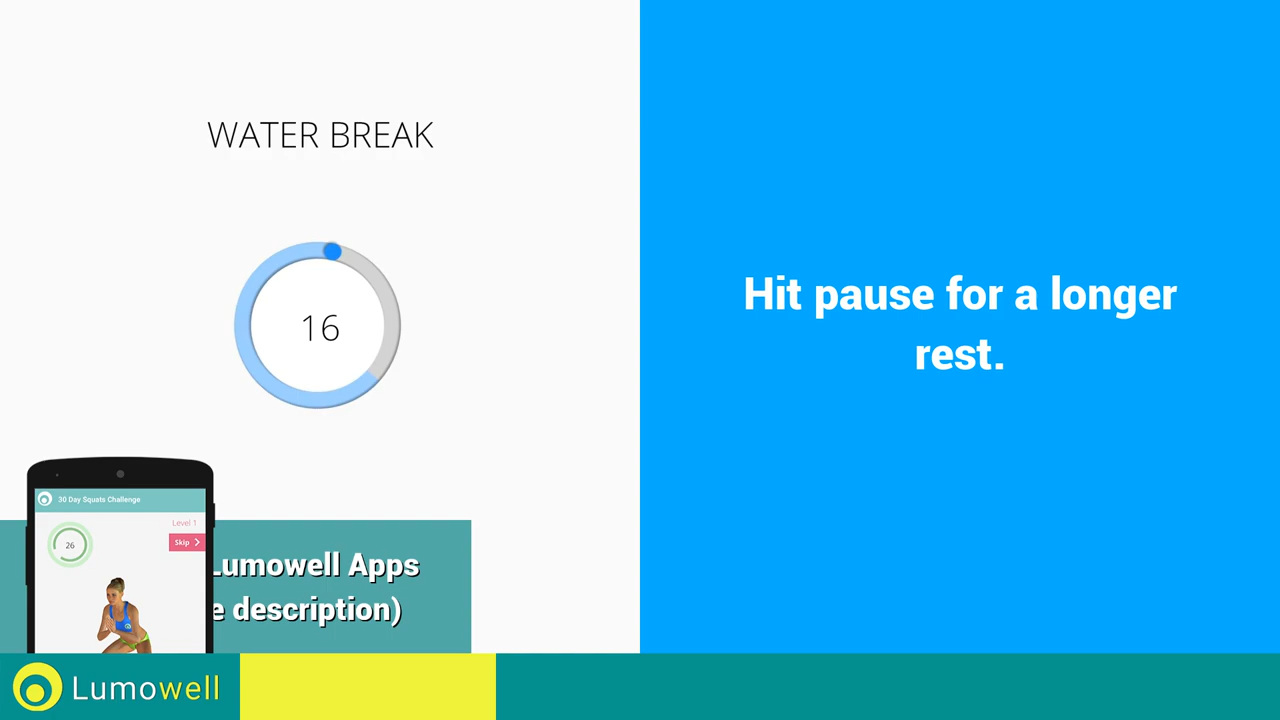 WATER BREAK
16
Hit pause for a longer
rest.
30 Day Squats Challenge
Level 1
26
Skip
Lumowell Apps
description)
Lumowell